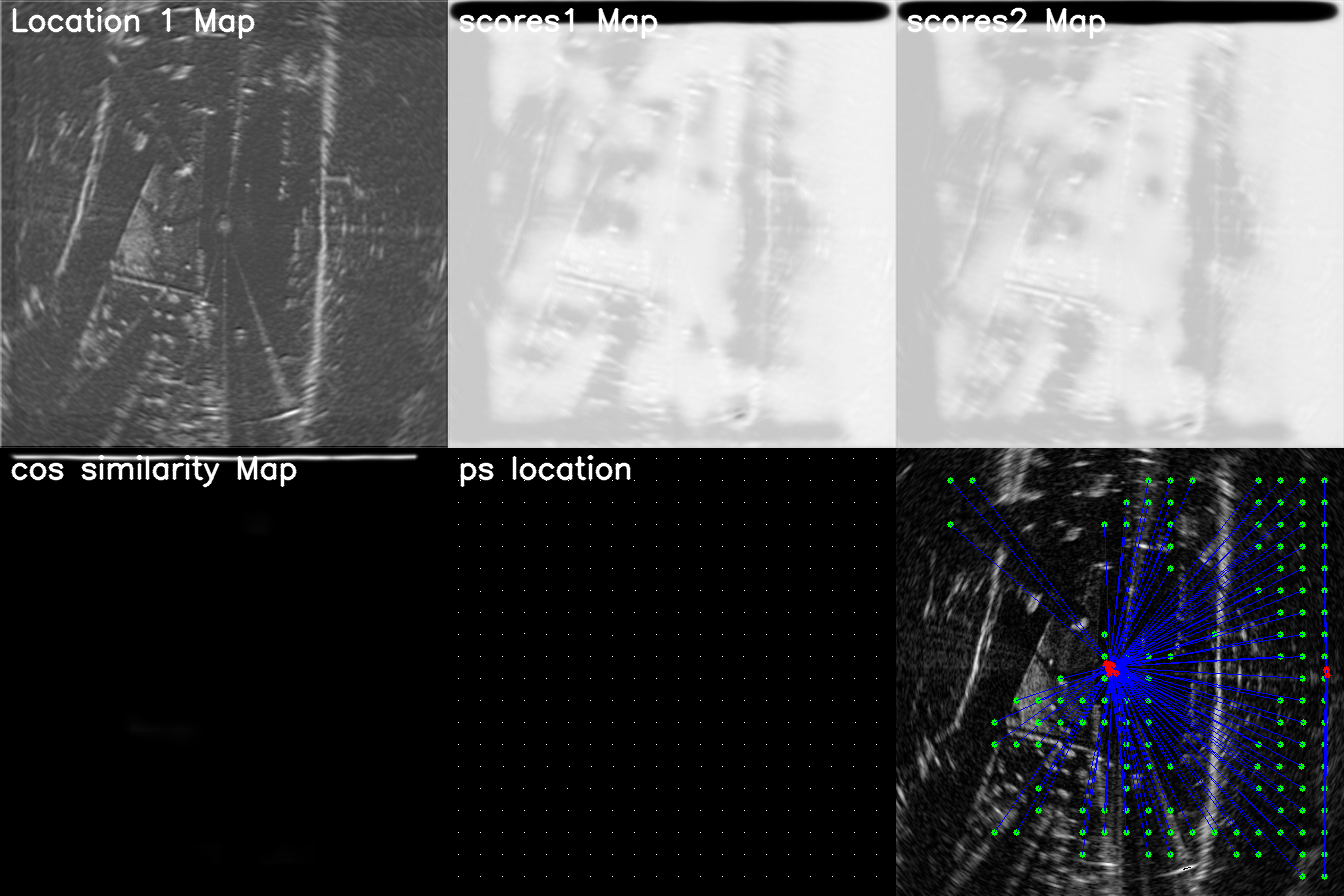 Location 1 Map
scores1 Map
scores2 Map
cos similarity Map
ps location